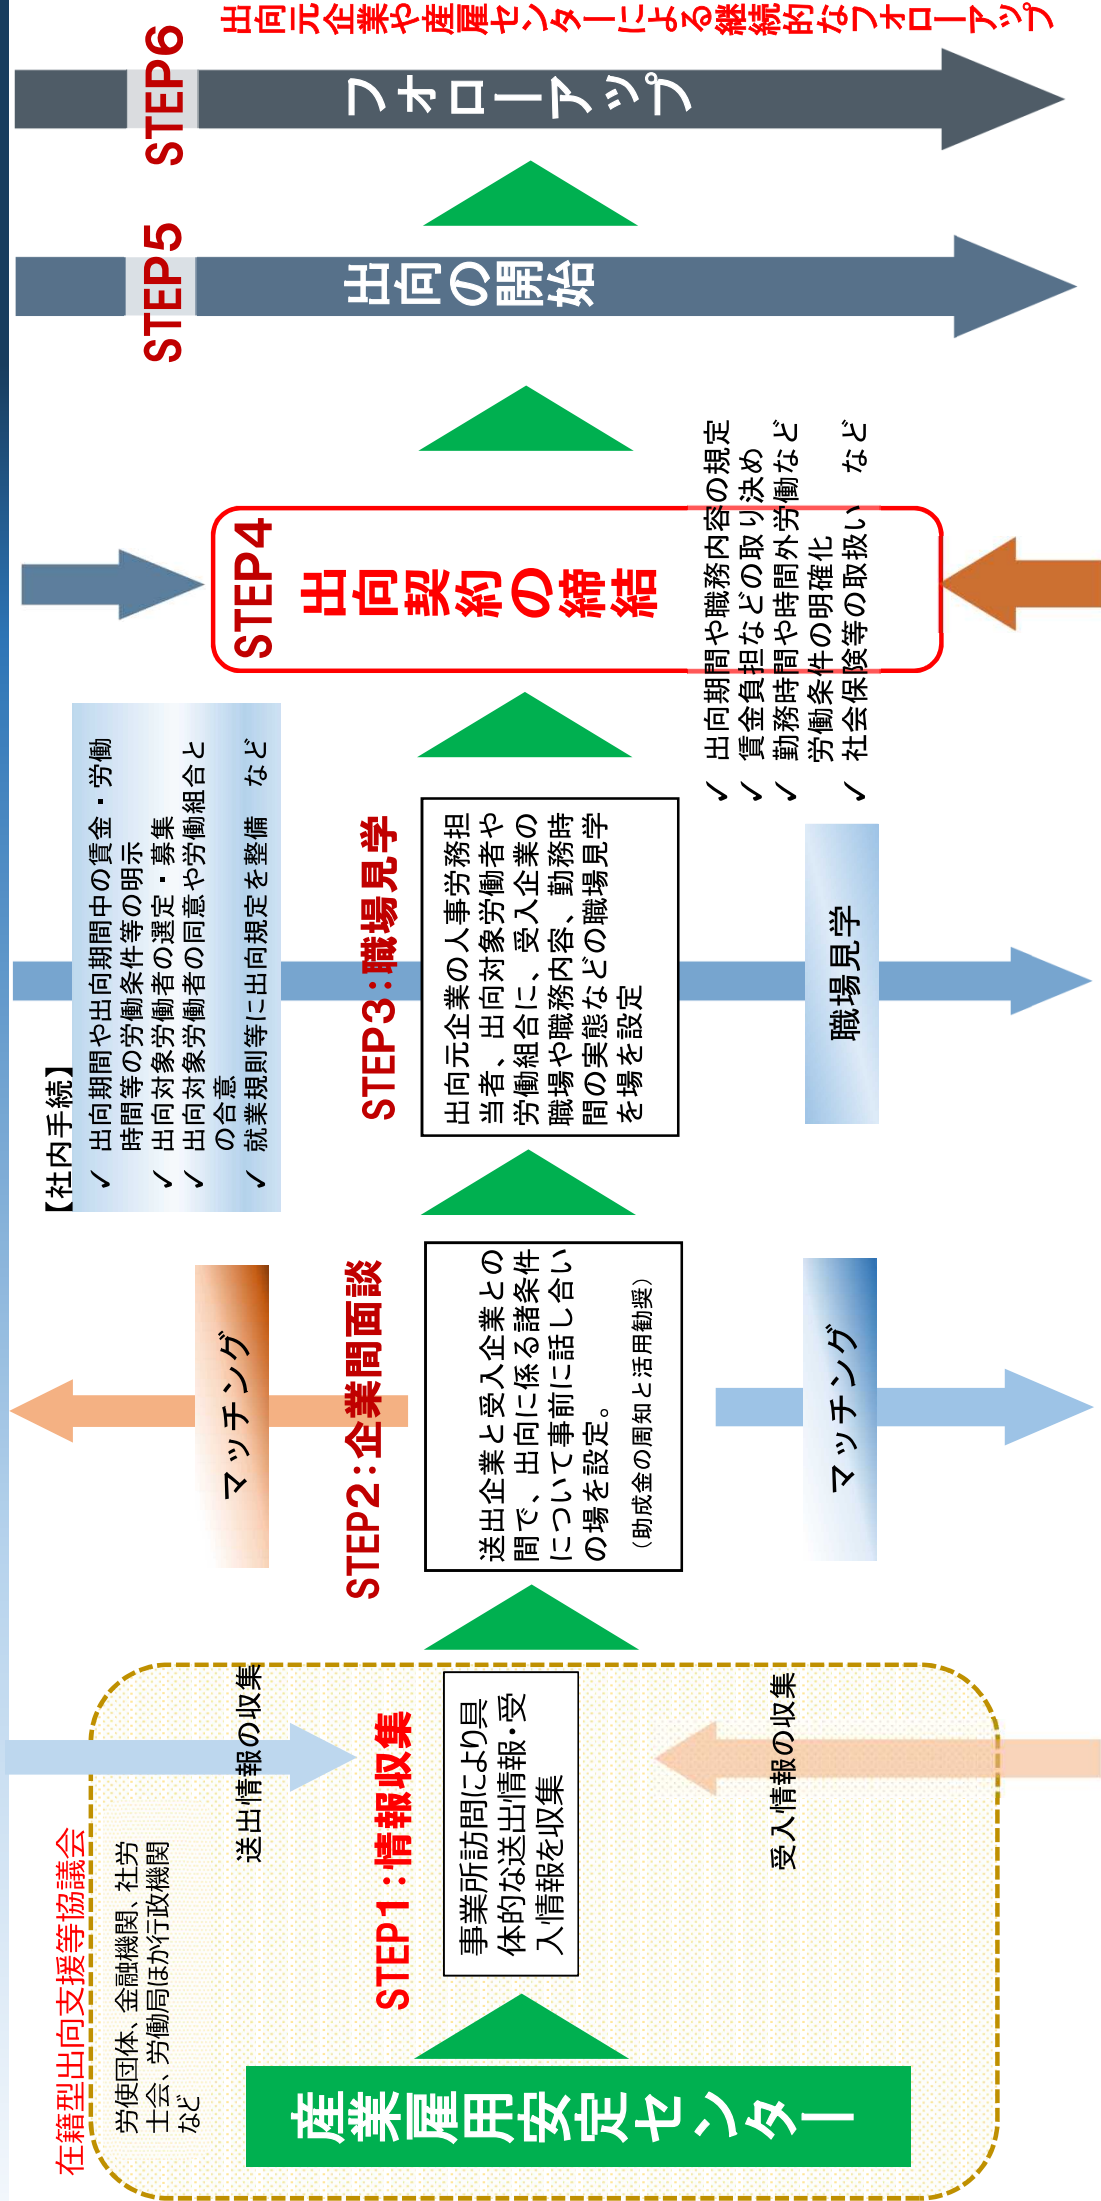 在籍型出向支援等協議会
労使団体、金融機関、社労
士会、労働局ほか行政機関
など
産業雇用安定センター
送出情報の収集
STEP1：情報収集
事業所訪問により具
体的な送出情報・受
入情報を収集
受入情報の収集
マッチング
STEP2：企業間面談
送出企業と受入企業との
間で、出向に係る諸条件
について事前に話し合い
の場を設定。
（助成金の周知と活用勧奨）
マッチング
【社内手続】
✓ 出向期間や出向期間中の賃金・労働
時間等の労働条件等の明示
✓ 出向対象労働者の選定・募集
✓ 出向対象労働者の同意や労働組合と
の合意
✓ 就業規則等に出向規定を整備　など
STEP3：職場見学
出向元企業の人事労務担
当者、出向対象労働者や
労働組合に、受入企業の
職場や職務内容、勤務時
間の実態などの職場見学
を場を設定
職場見学
STEP4
出向契約の締結
✓ 出向期間や職務内容の規定
✓ 賃金負担などの取り決め
✓ 勤務時間や時間外労働など
労働条件の明確化
✓ 社会保険等の取扱い　など
STEP5
出向の開始
STEP6
フォローアップ
出向元企業や産雇センターによる継続的なフォローアップ